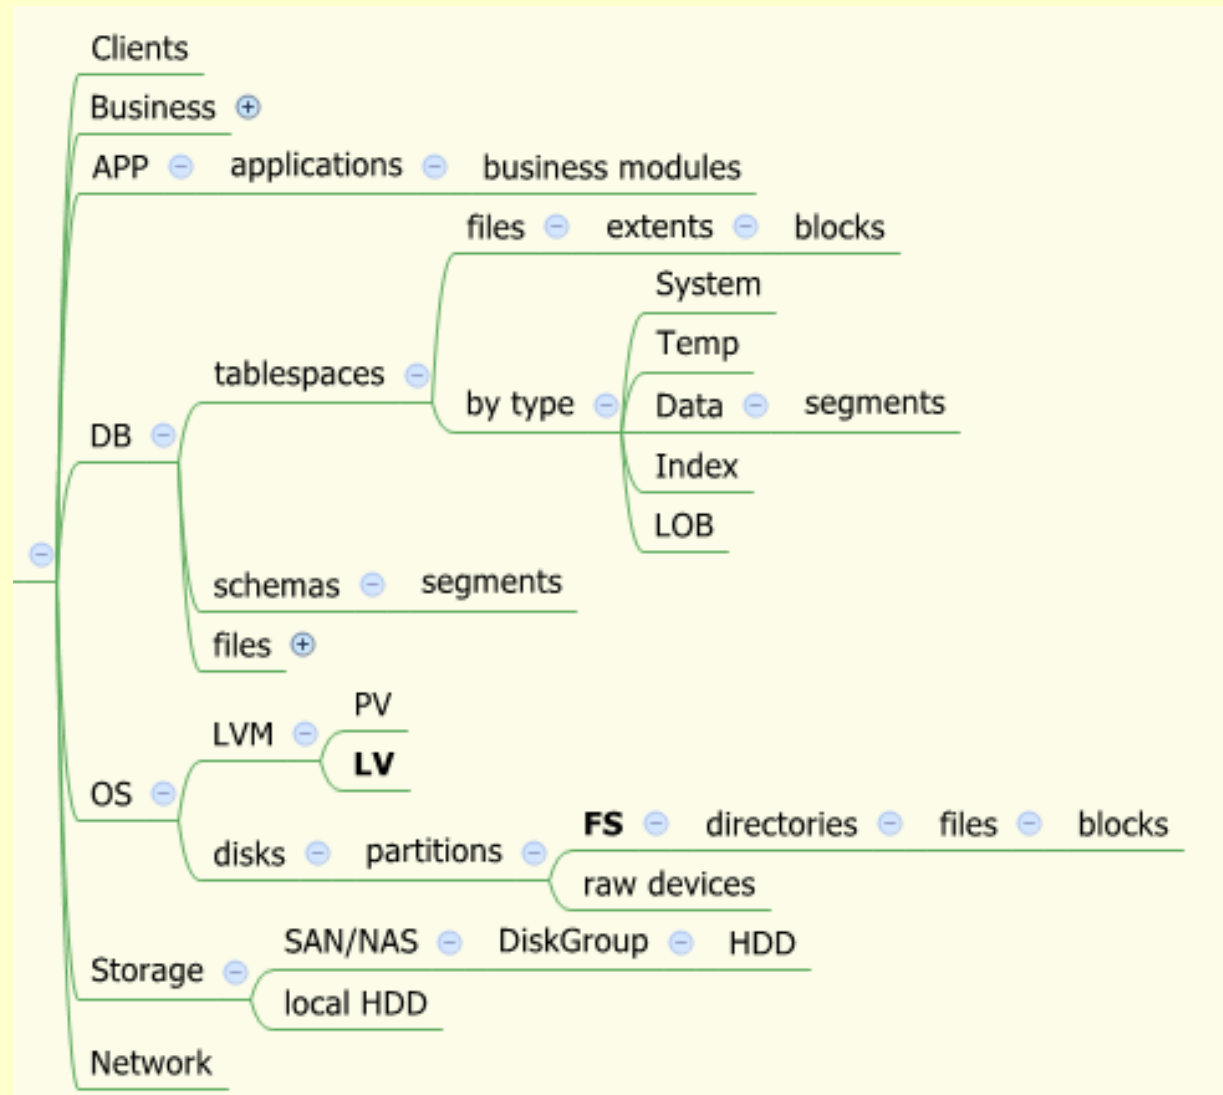 Clients
Business
APP applications business modules
files extents blocks
System
Temp
tablespaces
by type Data segments
DB
Index
LOB
schemas segments
files
PV
LVM
LV
OS
FS directories files blocks
disks partitions
raw devices
SAN/NAS DiskGroup HDD
Storage
local HDD
Network